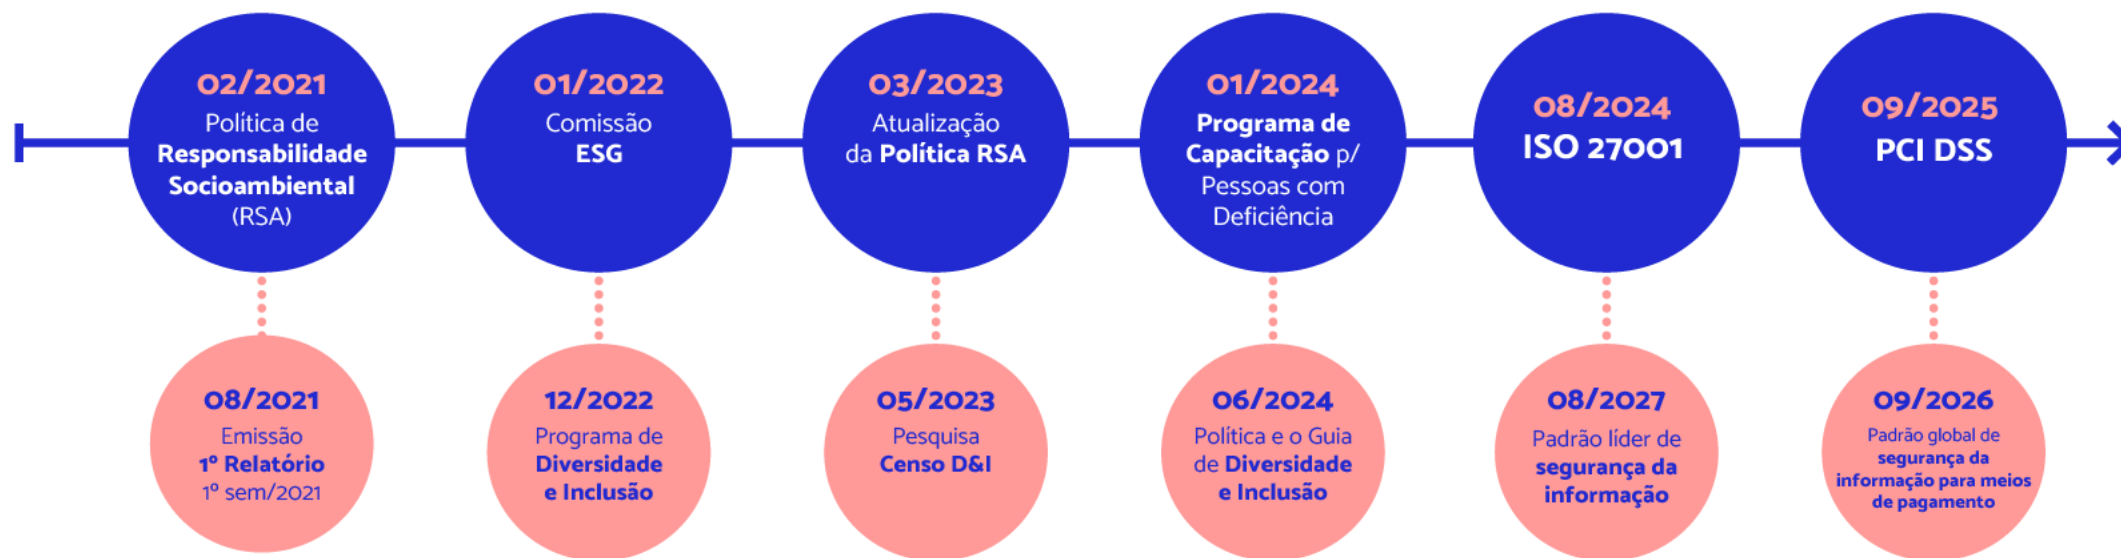 02/2021
Política de
Responsabilidade
Socioambiental
(RSA)
01/2022
Comissão
ESG
03/2023
Atualização
da Política RSA
01/2024
Programa de
Capacitação p/
Pessoas com
Deficiência
08/2024
ISO 27001
09/2025
PCI DSS
08/2021
Emissão
1º Relatório
1º sem/2021
12/2022
Programa de
Diversidade
e Inclusão
05/2023
Pesquisa
Censo D&I
06/2024
Política e o Guia
de Diversidade
e Inclusão
08/2027
Padrão líder de
segurança da
informação
09/2026
Padrão global de
segurança da
informação para meios
de pagamento